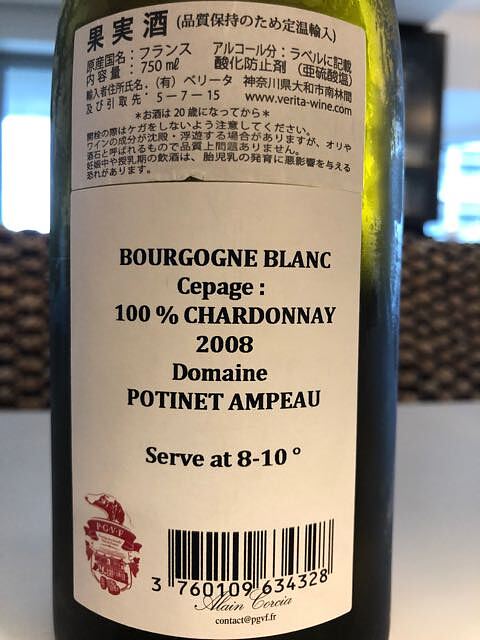 果実酒 (品質保持のため定温輸入)
原産国名：フランス アルコール分：ラベルに記載
内容量：750㎖ 酸化防止剤（亜硫酸塩）
輸入者住所氏名：（有）ベリータ 神奈川県大和市南林間
及び引取先：5－7－15 www.verita-wine.com
＊お酒は20歳になってから＊
開栓の際はケガをしないよう注意してください。
ワインの成分が沈殿・浮遊する場合がありますが、オリや
酒石と呼ばれるもので品質上問題ありません。
妊娠中や授乳期の飲酒は、胎児乳の発育に悪影響を与える
恐れがあります。
BOURGOGNE BLANC
Cepage :
100 % CHARDONNAY
2008
Domaine
POTINET AMPEAU
Serve at 8-10 °
P·G·V·F
3 760109 634328
Alain Corcia
contact@pgvf.fr